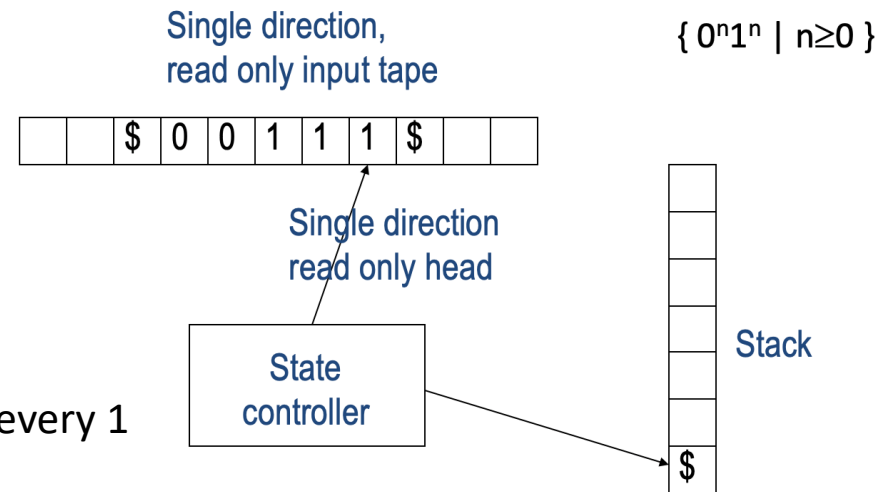 Single direction,
read only input tape
{ 0ⁿ1ⁿ | n≥0 }
$ 0 0 1 1 1 $
Single direction
read only head
State
controller
Stack
every 1
$